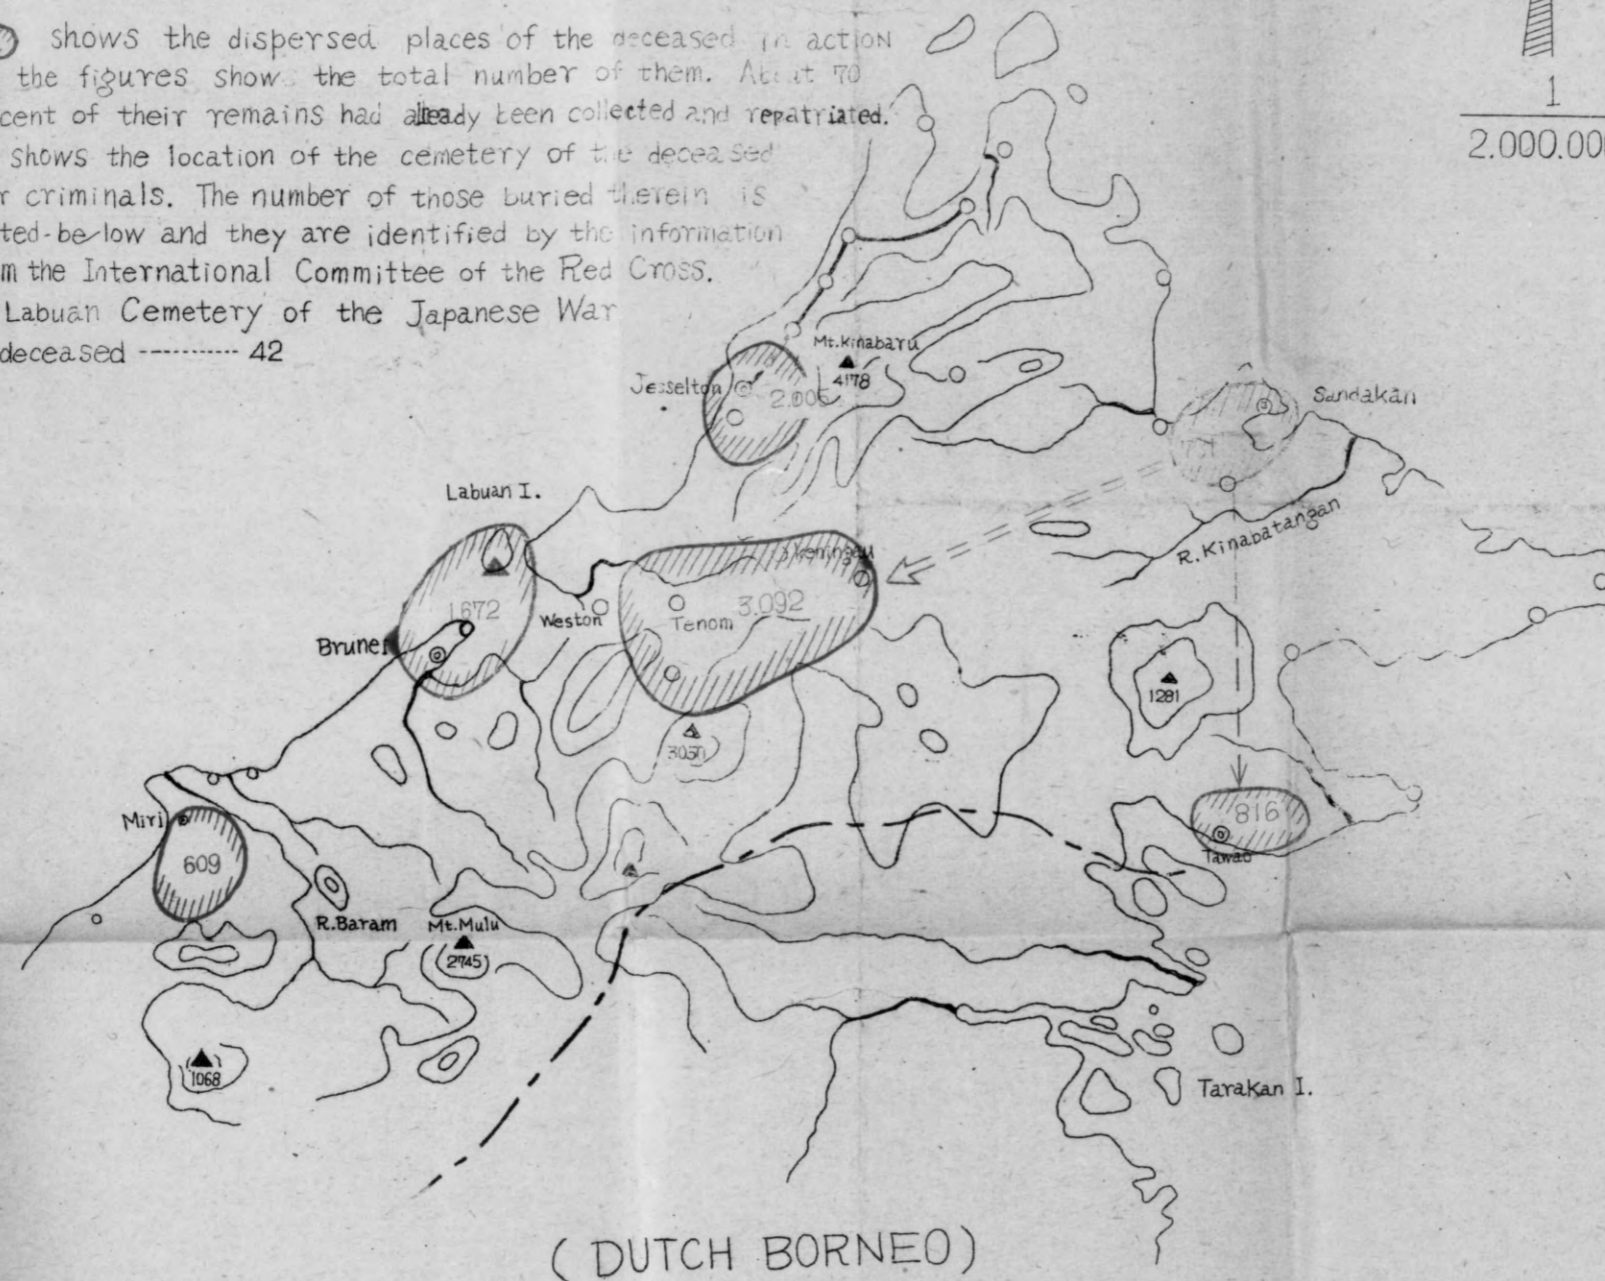 shows the dispersed places of the deceased in action
the figures show the total number of them. About 70
cent of their remains had already been collected and repatriated.
shows the location of the cemetery of the deceased
r criminals. The number of those buried therein is
ted-below and they are identified by the information
m the International Committee of the Red Cross.
Labuan Cemetery of the Japanese War
deceased ----------- 42
1
2.000.00
Mt.Kinabaru
4178
Jesselton
Sandakan
Labuan I.
R.Kinabatangan
Keningau
1672
Weston
Tenom
3.092
Brunei
1281
Miri
609
816
Tawao
R.Baram
Mt.Mulu
2745
1068
Tarakan I.
(DUTCH BORNEO)